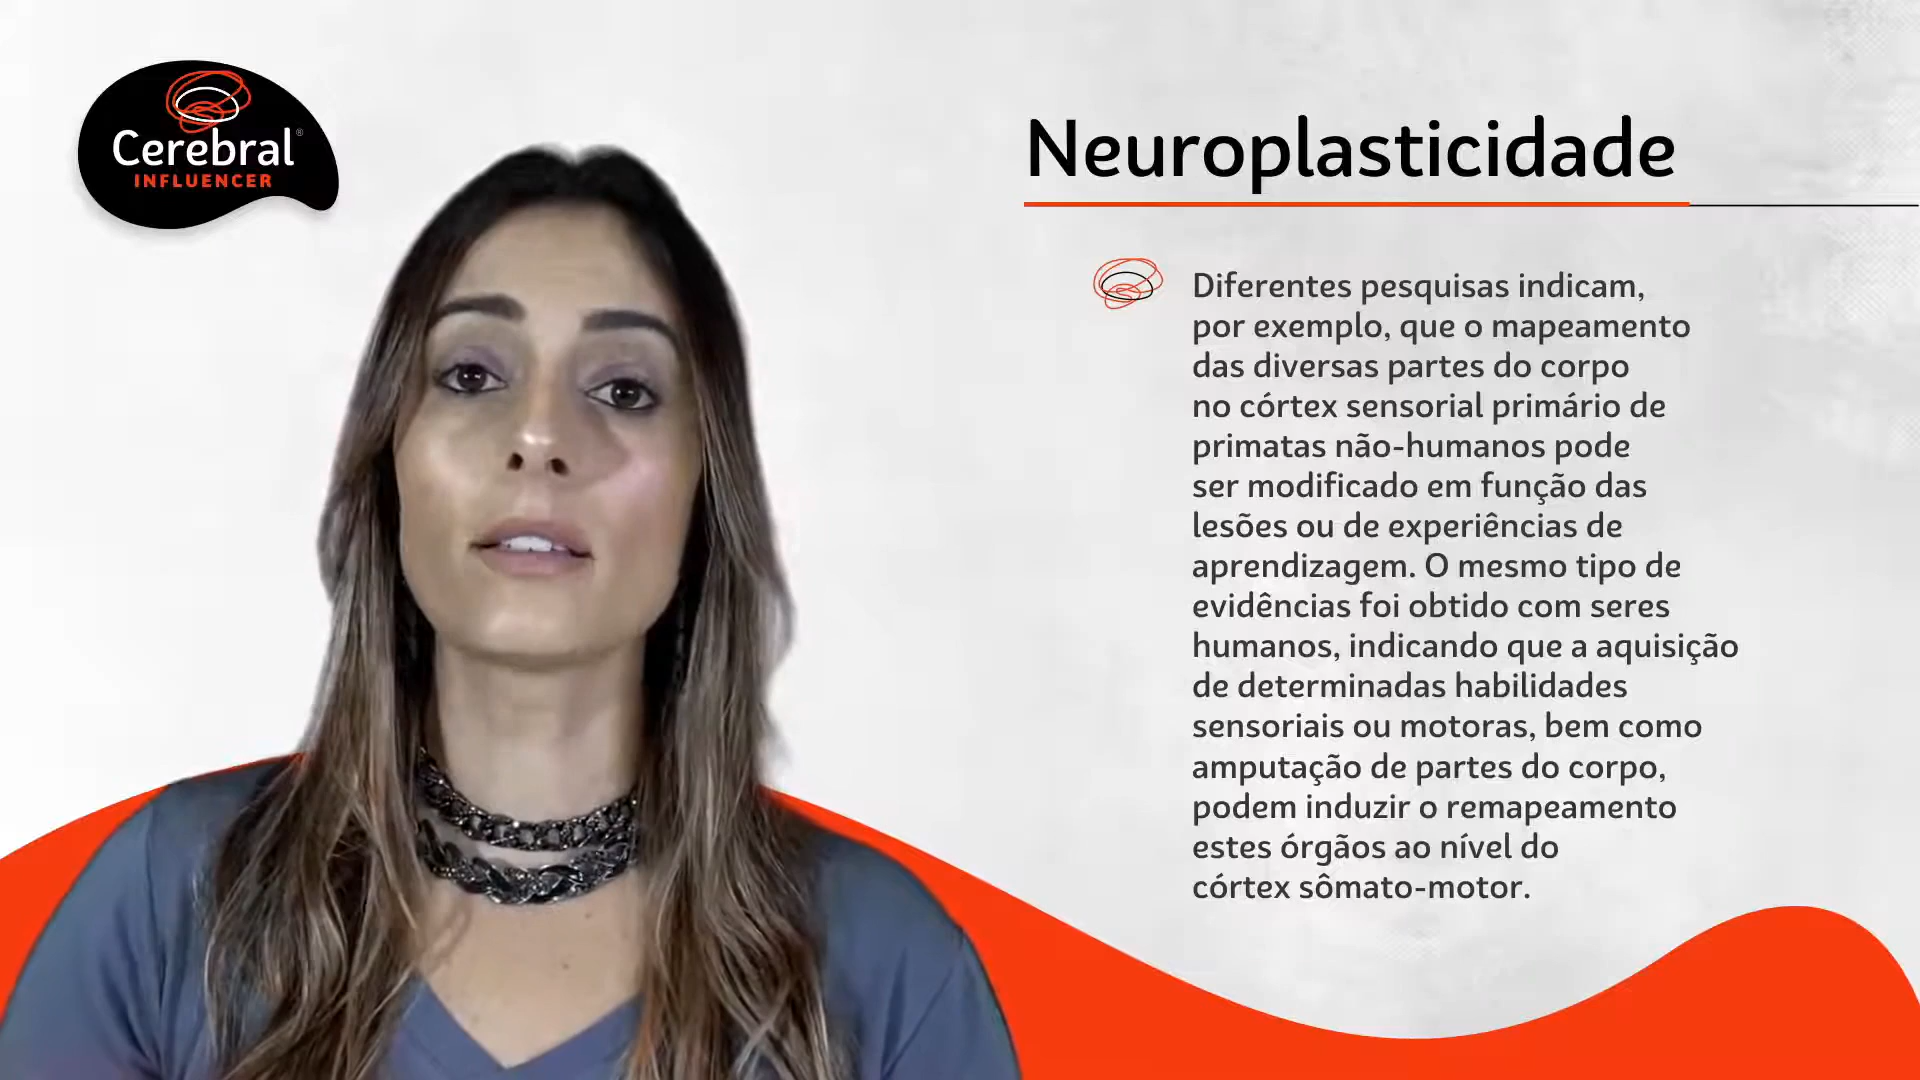 Cerebral®
INFLUENCER
Neuroplasticidade
Diferentes pesquisas indicam,
por exemplo, que o mapeamento
das diversas partes do corpo
no córtex sensorial primário de
primatas não-humanos pode
ser modificado em função das
lesões ou de experiências de
aprendizagem. O mesmo tipo de
evidências foi obtido com seres
humanos, indicando que a aquisição
de determinadas habilidades
sensoriais ou motoras, bem como
amputação de partes do corpo,
podem induzir o remapeamento
estes órgãos ao nível do
córtex sômato-motor.